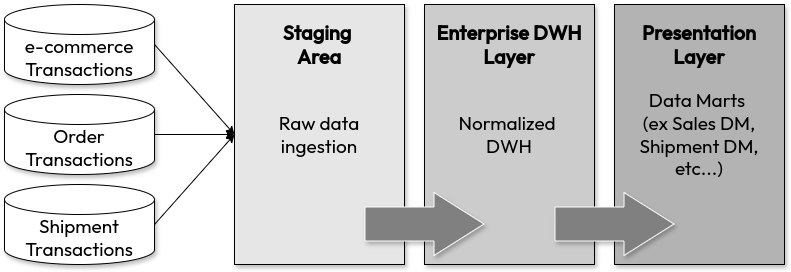 e-commerce
Transactions
Order
Transactions
Shipment
Transactions
Staging
Area
Raw data
ingestion
Enterprise DWH
Layer
Normalized
DWH
Presentation
Layer
Data Marts
(ex Sales DM,
Shipment DM,
etc...)